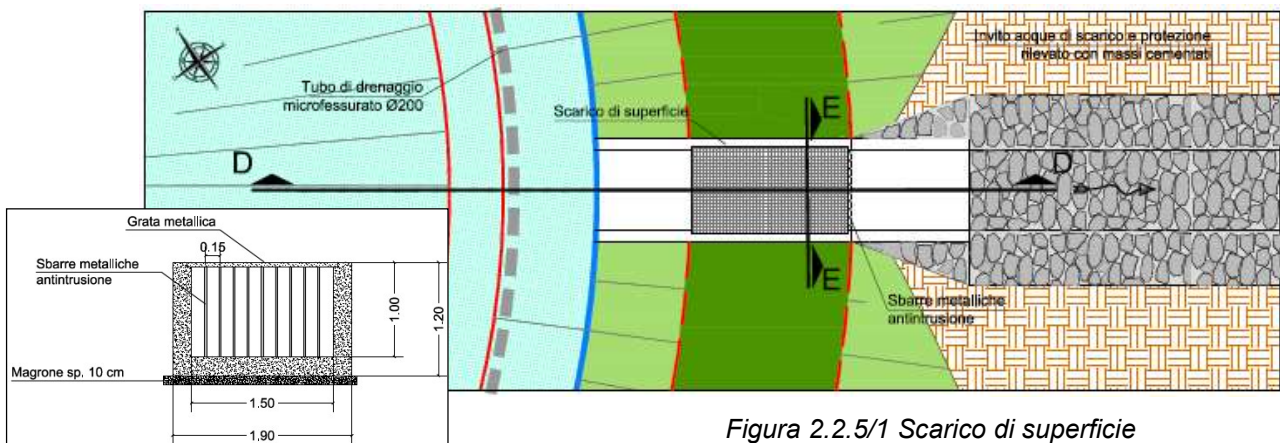 Invito acque di scarico e protezione
rilevato con massi cementati
Tubo di drenaggio
microfessurato Ø200
Scarico di superficie
E
D
D
E
Sbarre metalliche
antintrusione
Grata metallica
0.15
Sbarre metalliche
antintrusione
1.00
1.20
Magrone sp. 10 cm
1.50
1.90
Figura 2.2.5/1 Scarico di superficie